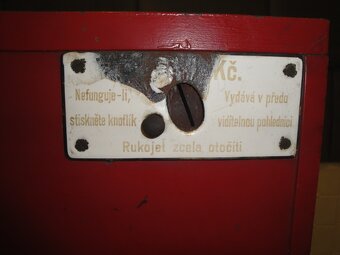 Kč.
Nefunguje-li,
Vydává v předu
stiskněte knoflík
viditelnou pohlednici
Rukojeť zcela otočiti